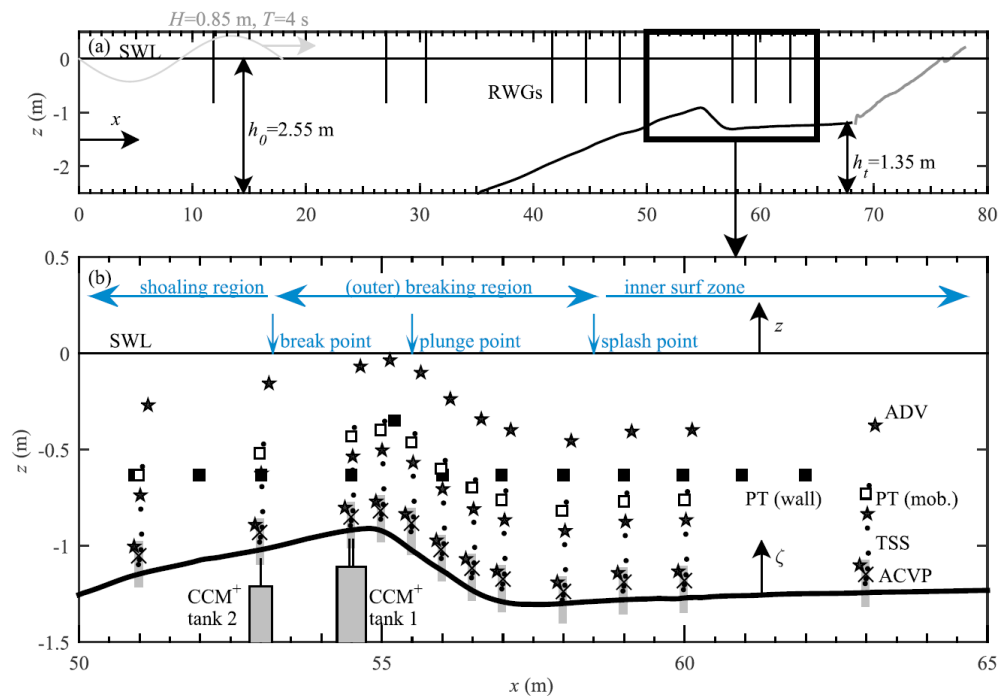 (a)
H=0.85 m, T=4 s
SWL
RWGs
x
h0=2.55 m
ht=1.35 m
z (m)
0
-1
-2
0 10 20 30 40 50 60 70 80
(b)
shoaling region
(outer) breaking region
inner surf zone
break point
plunge point
splash point
z
SWL
ADV
PT (wall)
PT (mob.)
TSS
ζ
ACVP
CCM+
tank 2
CCM+
tank 1
z (m)
0.5
0
-0.5
-1
-1.5
50 55 60 65
x (m)